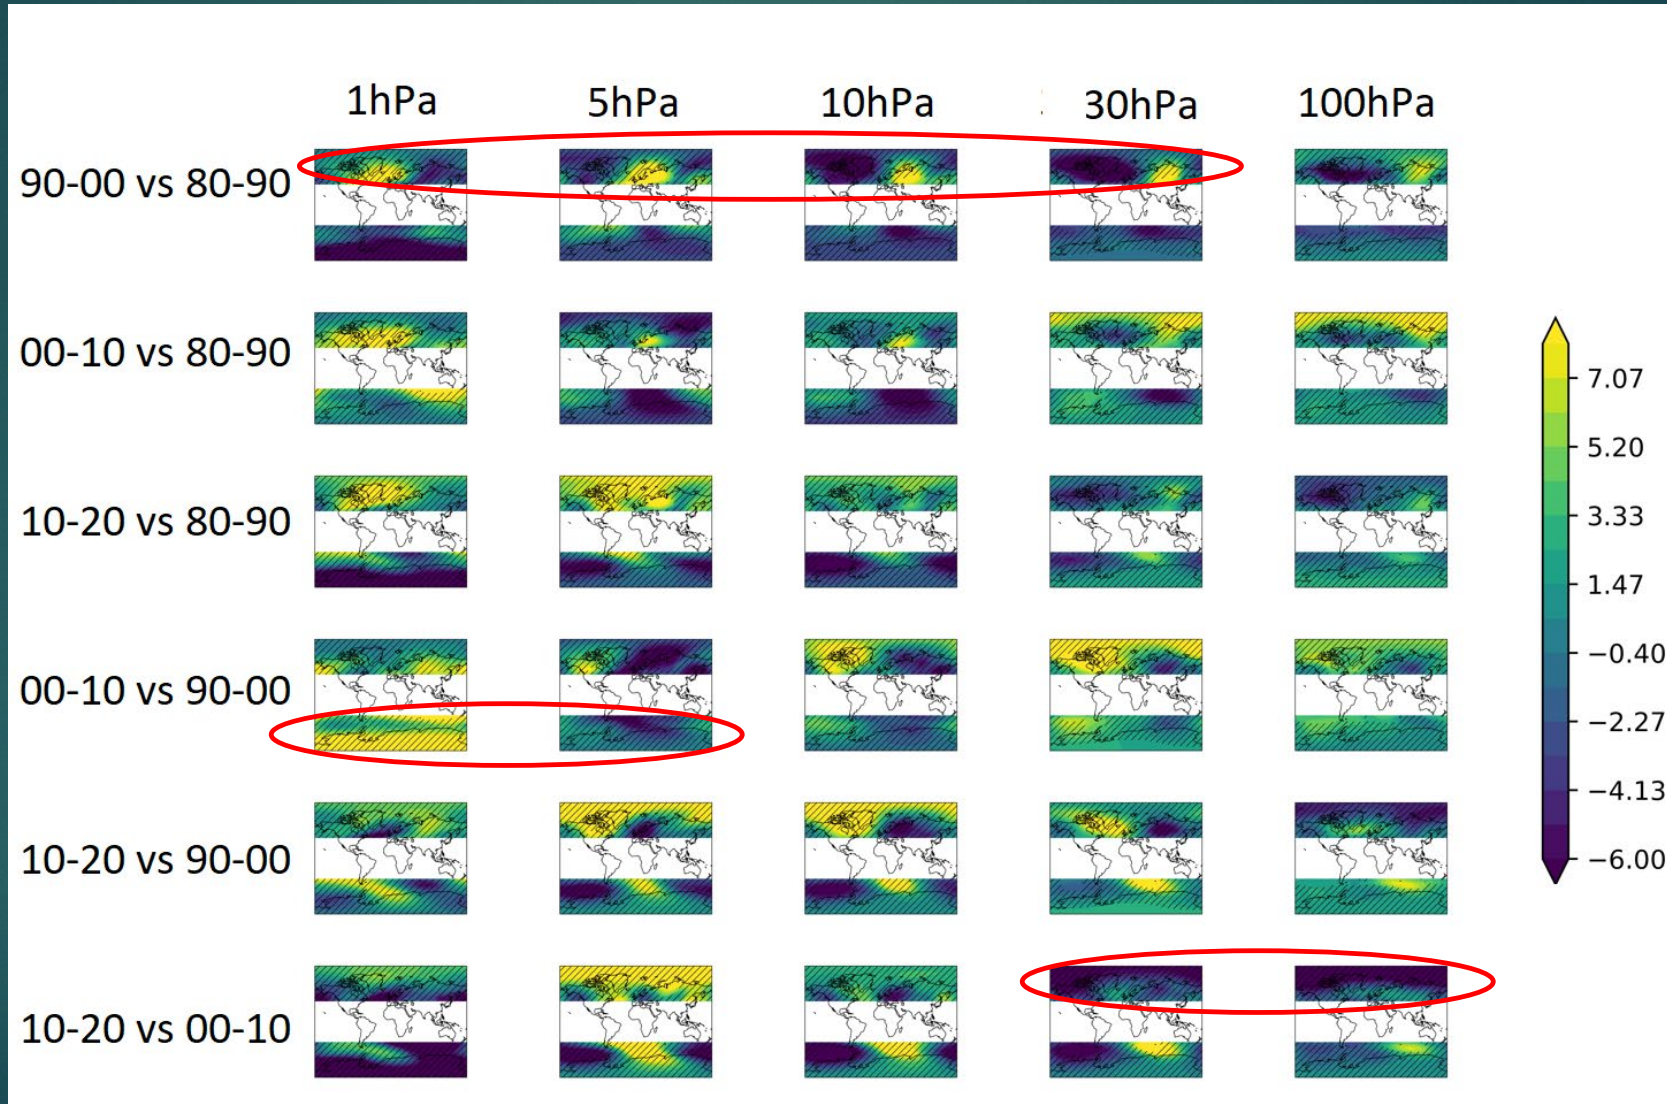 1hPa 5hPa 10hPa 30hPa 100hPa
90-00 vs 80-90
00-10 vs 80-90
10-20 vs 80-90
00-10 vs 90-00
10-20 vs 90-00
10-20 vs 00-10
7.07
5.20
3.33
1.47
−0.40
−2.27
−4.13
−6.00